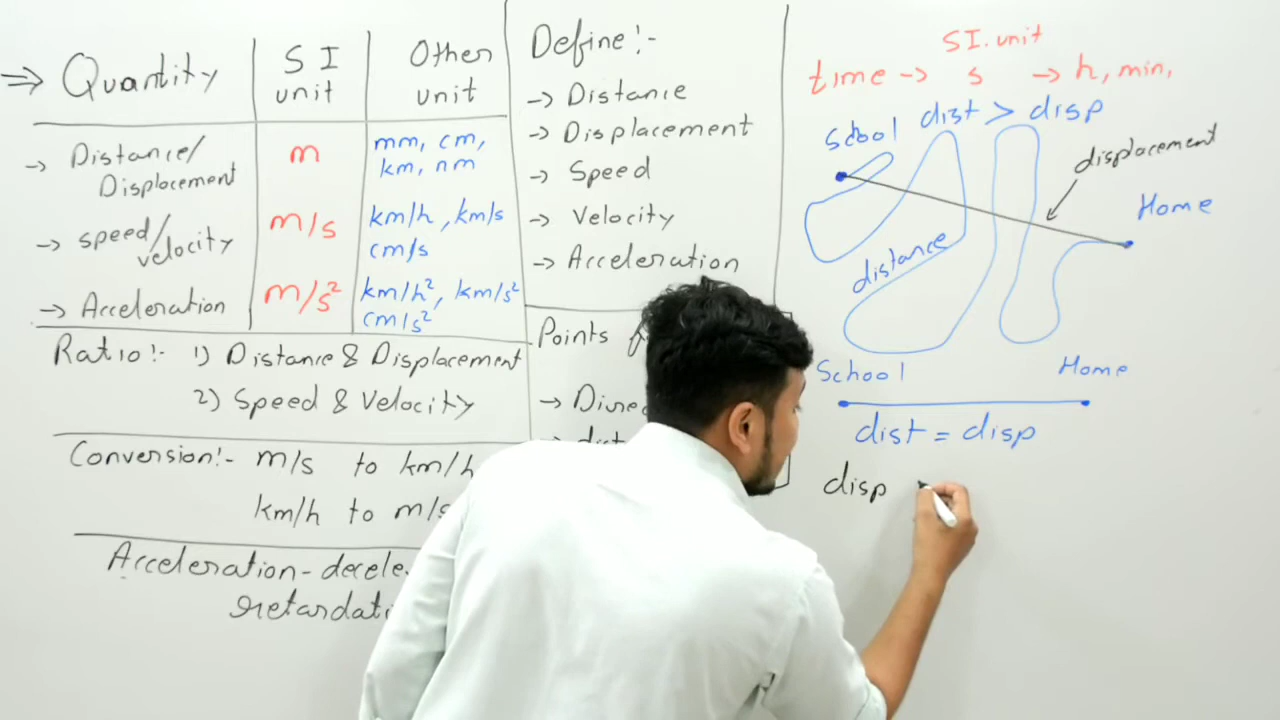 ⇒ Quantity
SI unit
Other unit
→ Distance/
Displacement
m
mm, cm,
km, nm
→ speed/
velocity
m/s
km/h, km/s
cm/s
→ Acceleration
m/s²
km/h², km/s²
cm/s²
Ratio:- 1) Distance & Displacement
2) Speed & Velocity
Conversion:- m/s to km/h
km/h to m/s
Acceleration-decele
retardati
Define:-
→ Distance
→ Displacement
→ Speed
→ Velocity
→ Acceleration
Points
→
SI.unit
time → s → h, min,
dist > disp
School
displacement
Home
distance
School
Home
dist = disp
disp